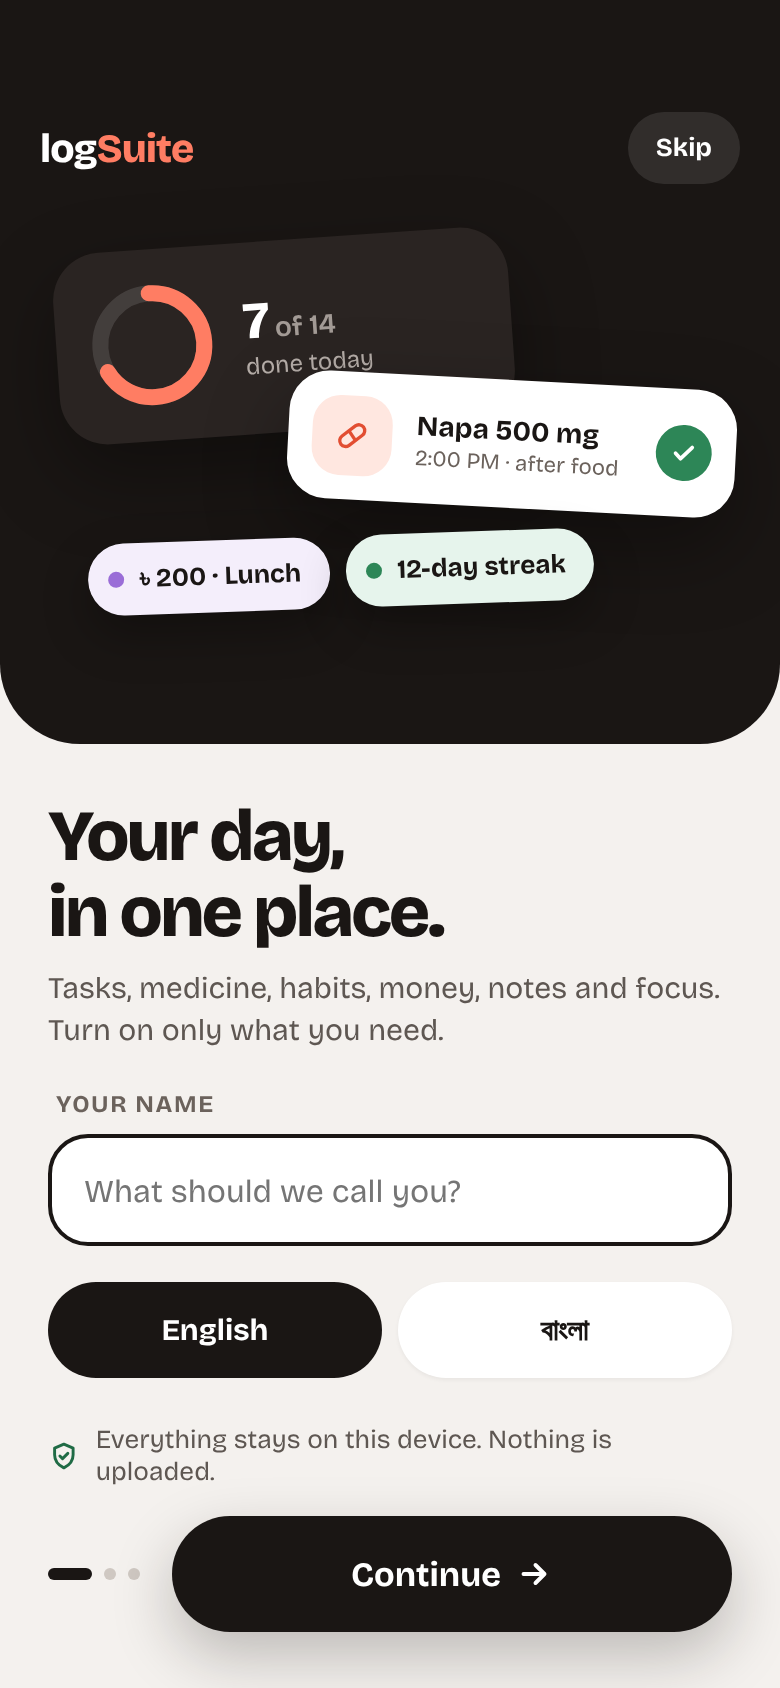 logSuite
Skip
7 of 14
done today
Napa 500 mg
2:00 PM · after food
৳ 200 · Lunch
12-day streak
Your day,
in one place.
Tasks, medicine, habits, money, notes and focus.
Turn on only what you need.
YOUR NAME
What should we call you?
English
বাংলা
Everything stays on this device. Nothing is
uploaded.
Continue →